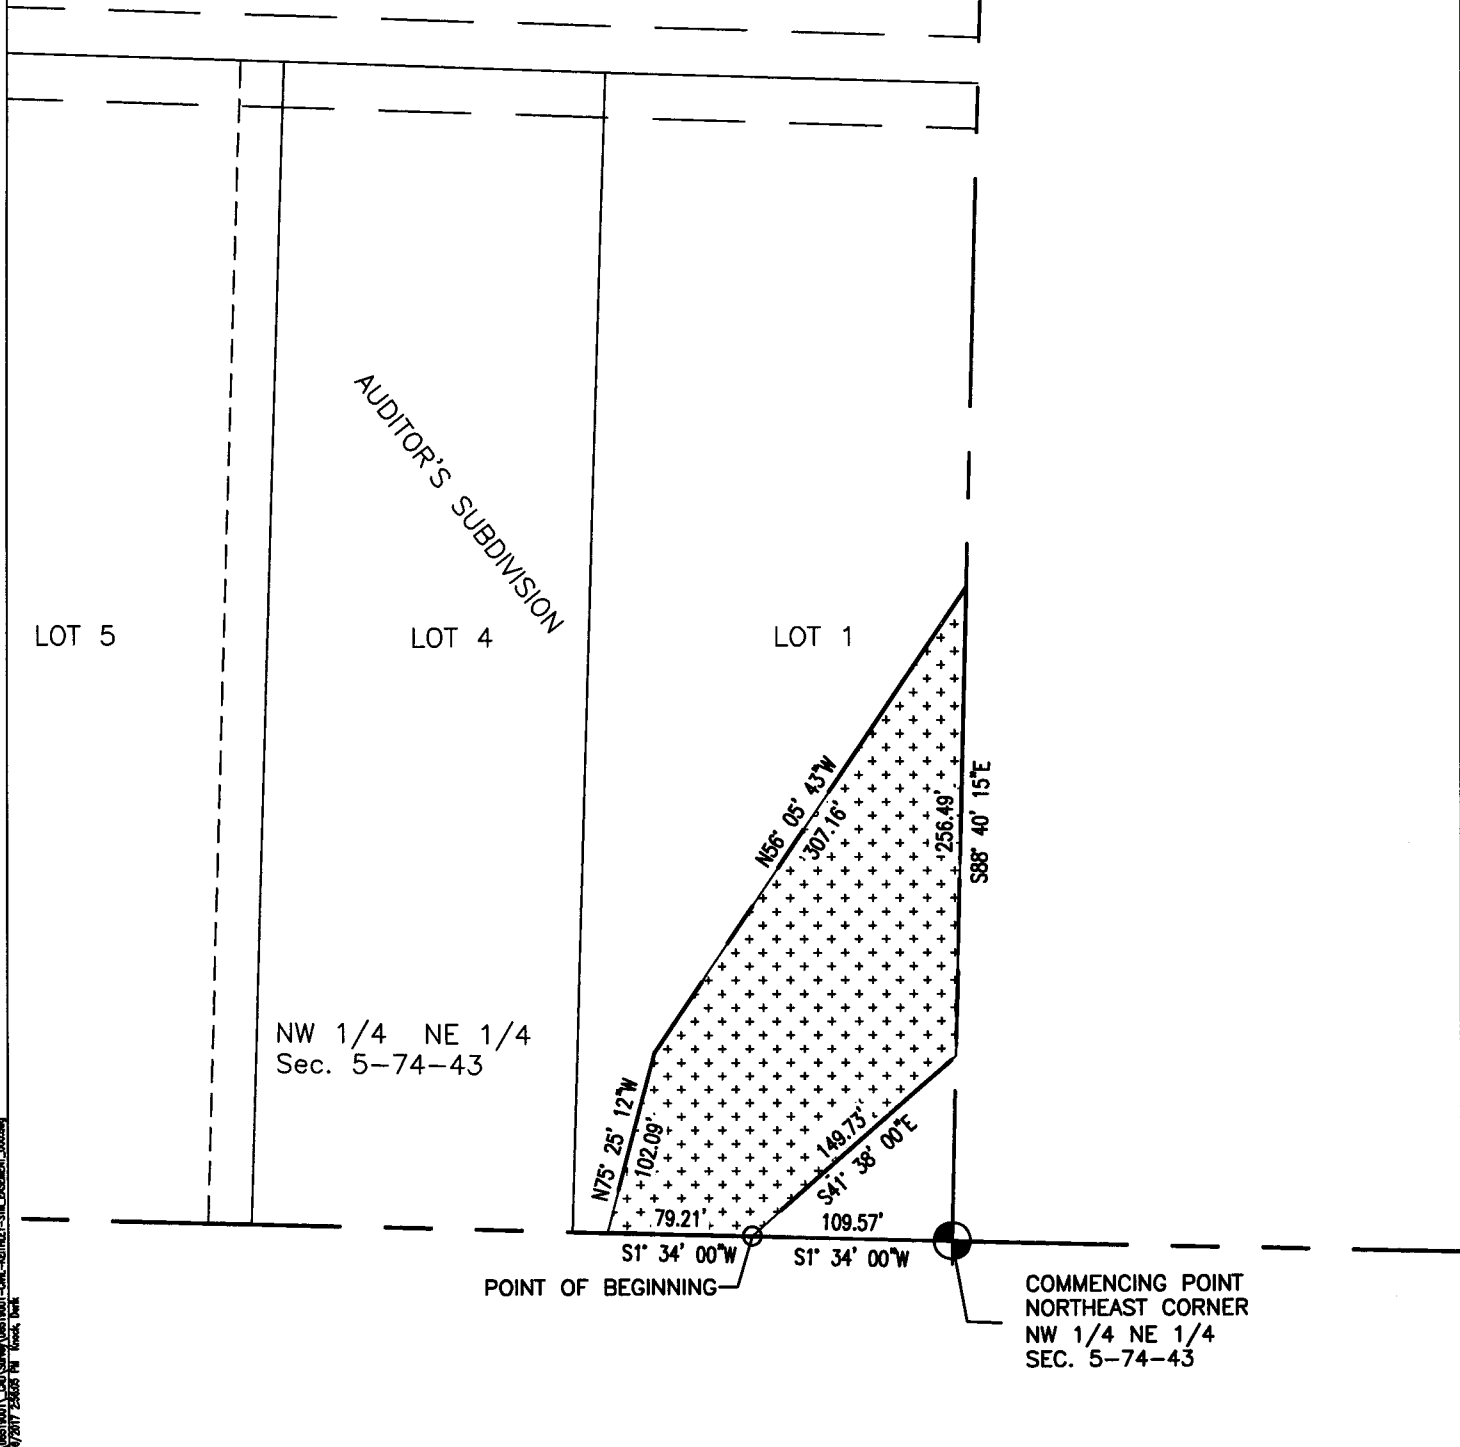 AUDITOR'S SUBDIVISION
LOT 5
LOT 4
LOT 1
N56° 05' 43"W
307.16'
256.49'
S88° 40' 15"E
NW 1/4 NE 1/4
Sec. 5-74-43
N75° 25' 12"W
102.09'
149.73'
S41° 38' 00"E
79.21'
109.57'
S1° 34' 00"W
S1° 34' 00"W
POINT OF BEGINNING
COMMENCING POINT
NORTHEAST CORNER
NW 1/4 NE 1/4
SEC. 5-74-43
Knock, Derik